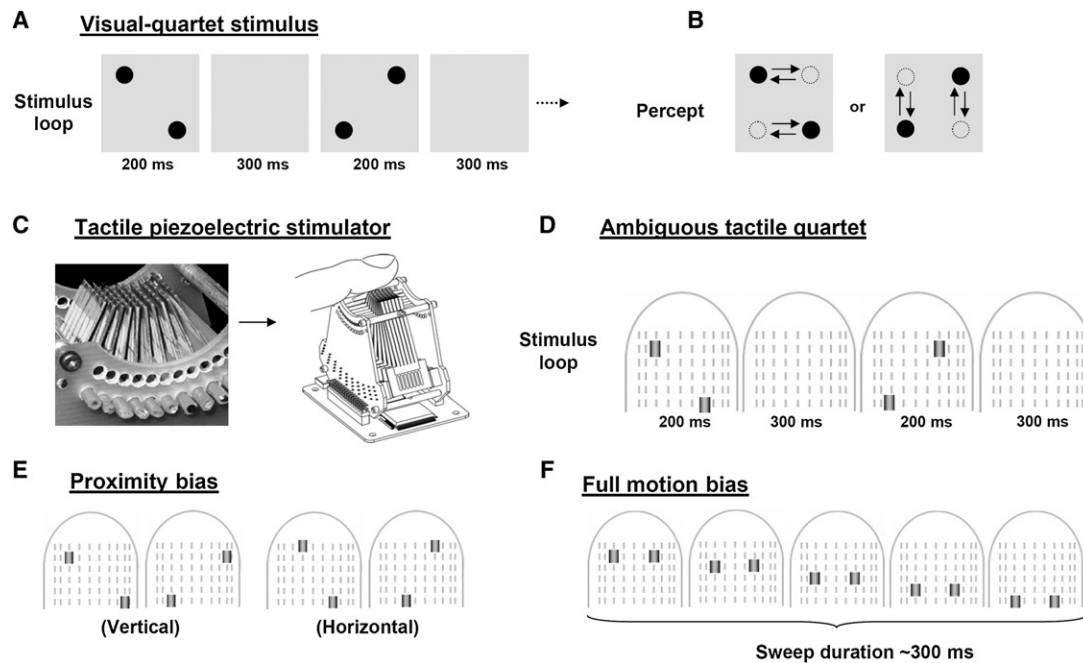 A Visual-quartet stimulus
Stimulus
loop
200 ms 300 ms 200 ms 300 ms
B
Percept or
C Tactile piezoelectric stimulator
D Ambiguous tactile quartet
Stimulus
loop
200 ms 300 ms 200 ms 300 ms
E Proximity bias
(Vertical) (Horizontal)
F Full motion bias
Sweep duration ~300 ms